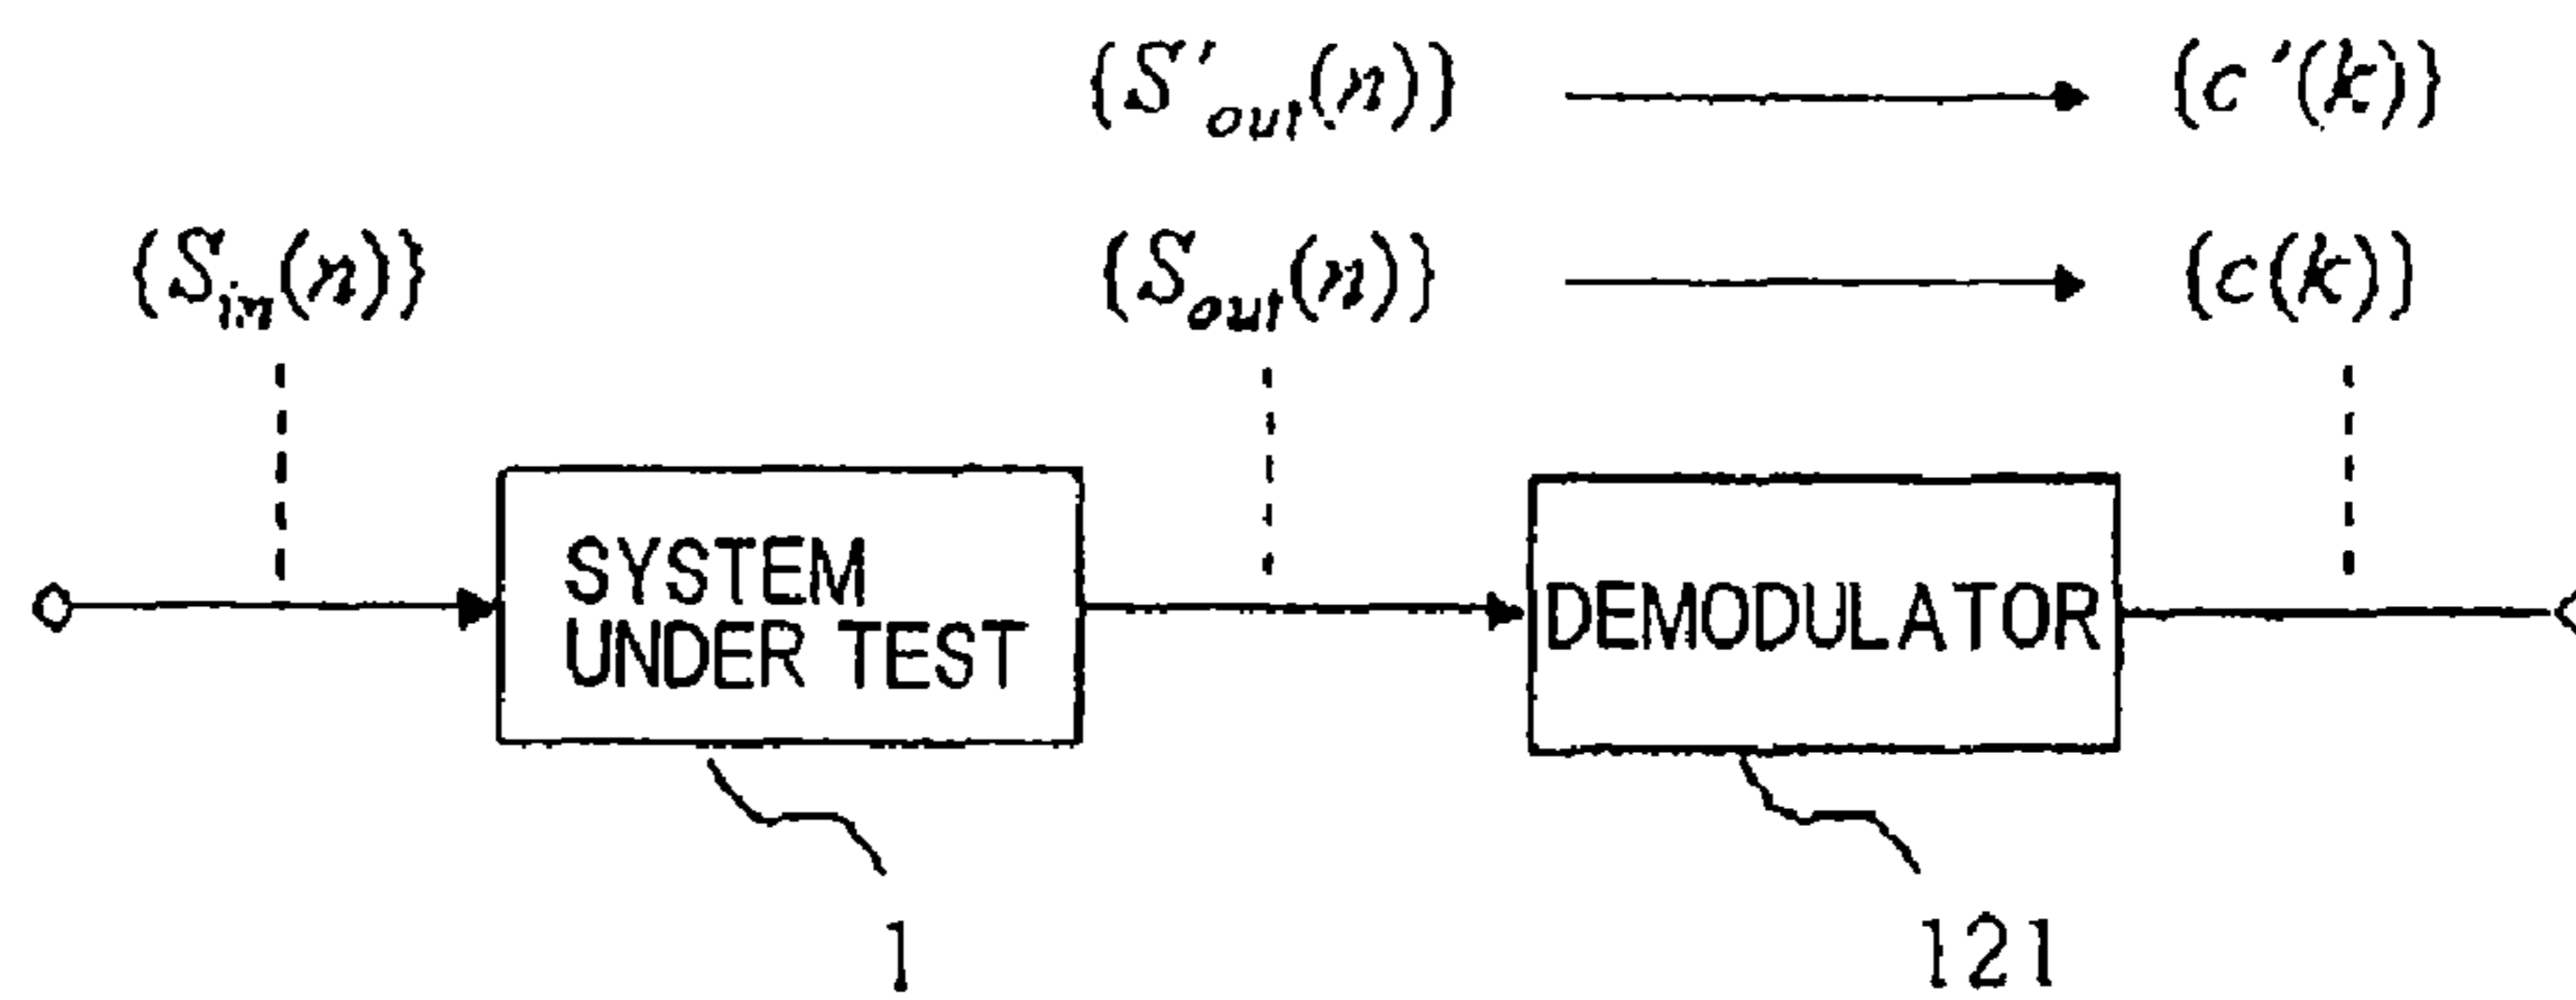 {S'out(n)} {c'(k)}
{Sin(n)} {Sout(n)} {c(k)}
SYSTEM
UNDER TEST
DEMODULATOR
1
121